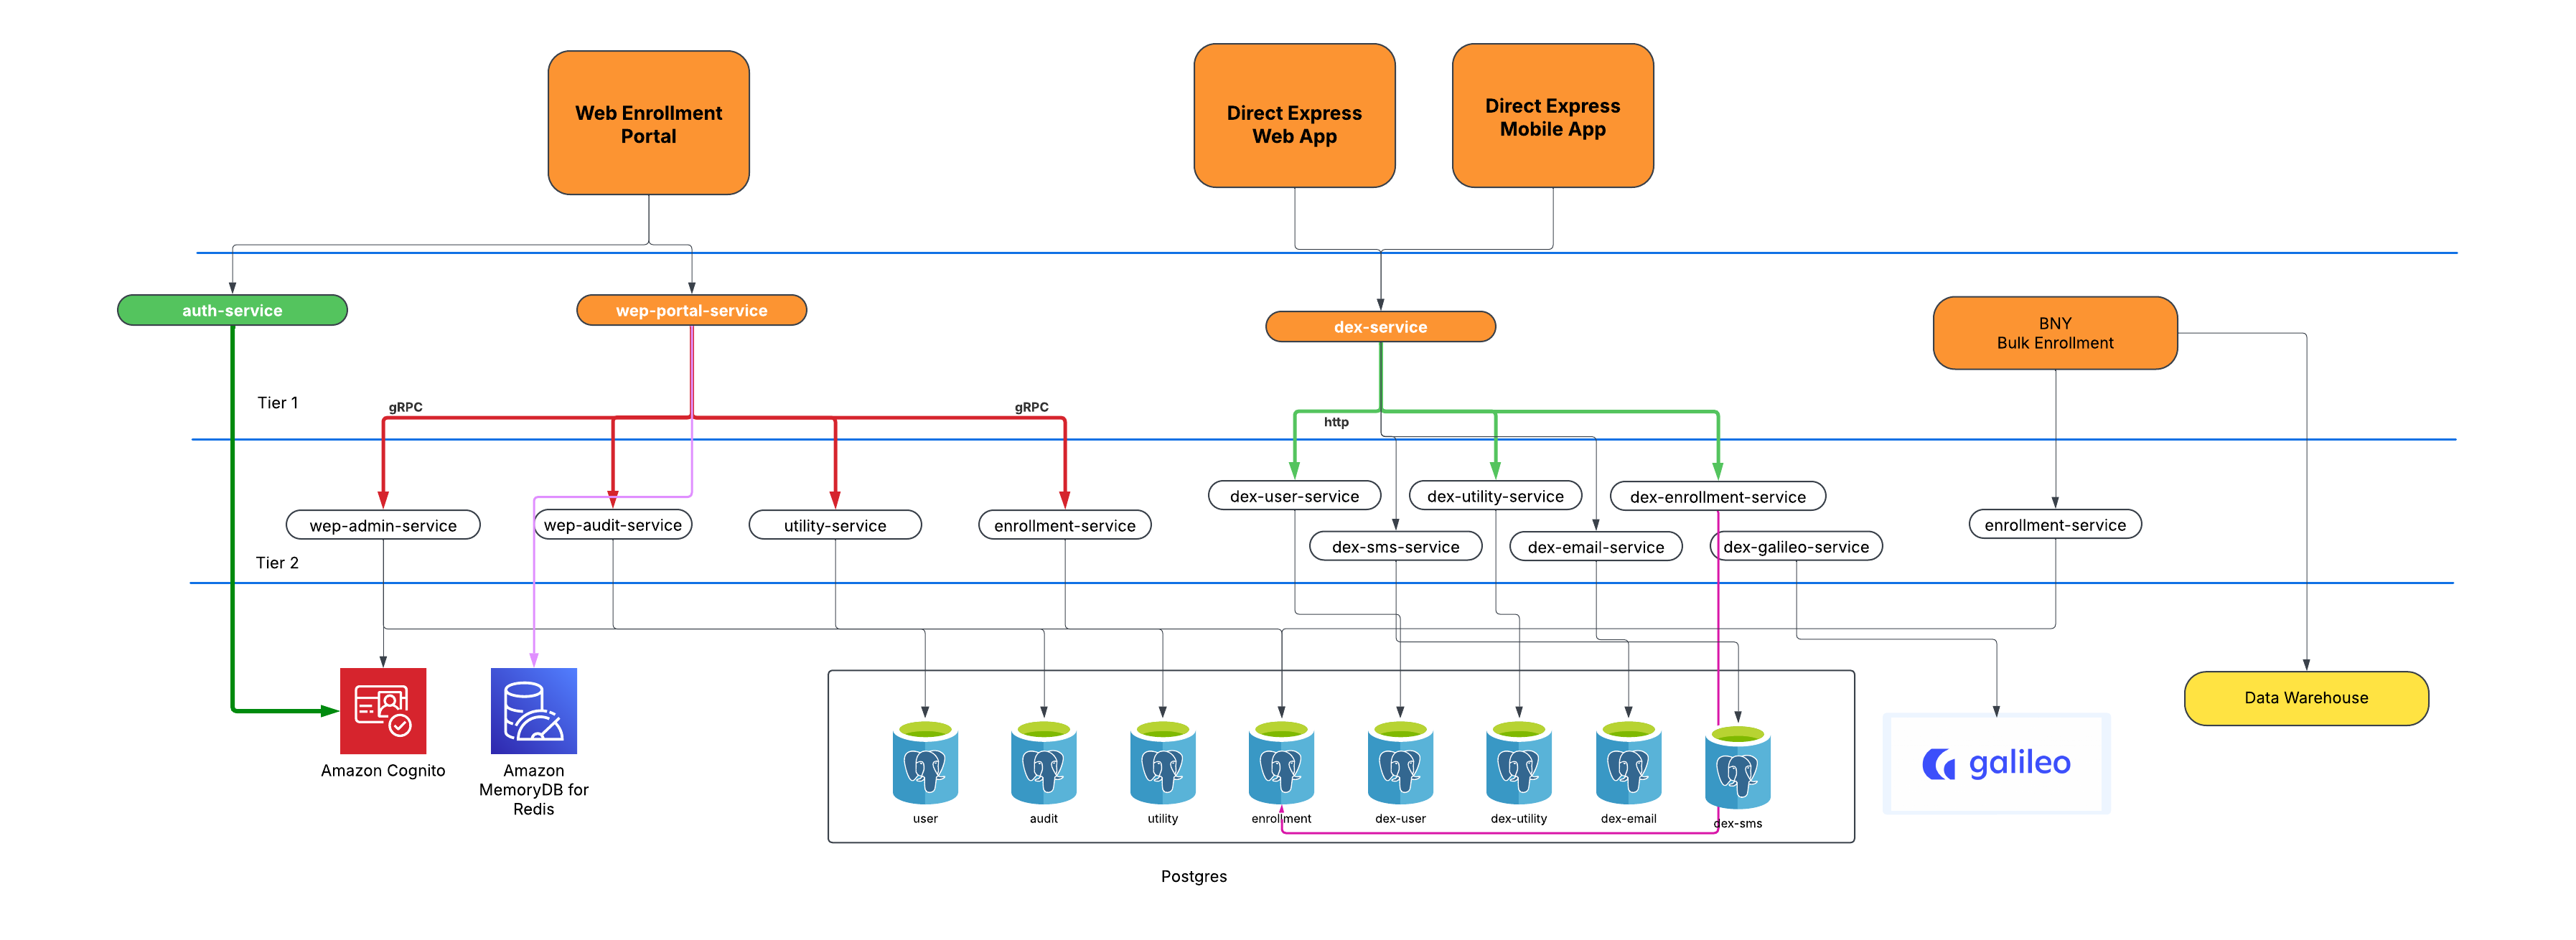 Web Enrollment
Portal
Direct Express
Web App
Direct Express
Mobile App
auth-service
wep-portal-service
dex-service
BNY
Bulk Enrollment
Tier 1
gRPC
gRPC
http
wep-admin-service
wep-audit-service
utility-service
enrollment-service
dex-user-service
dex-utility-service
dex-enrollment-service
dex-sms-service
dex-email-service
dex-galileo-service
enrollment-service
Tier 2
Amazon Cognito
Amazon
MemoryDB for
Redis
user
audit
utility
enrollment
dex-user
dex-utility
dex-email
dex-sms
galileo
Data Warehouse
Postgres